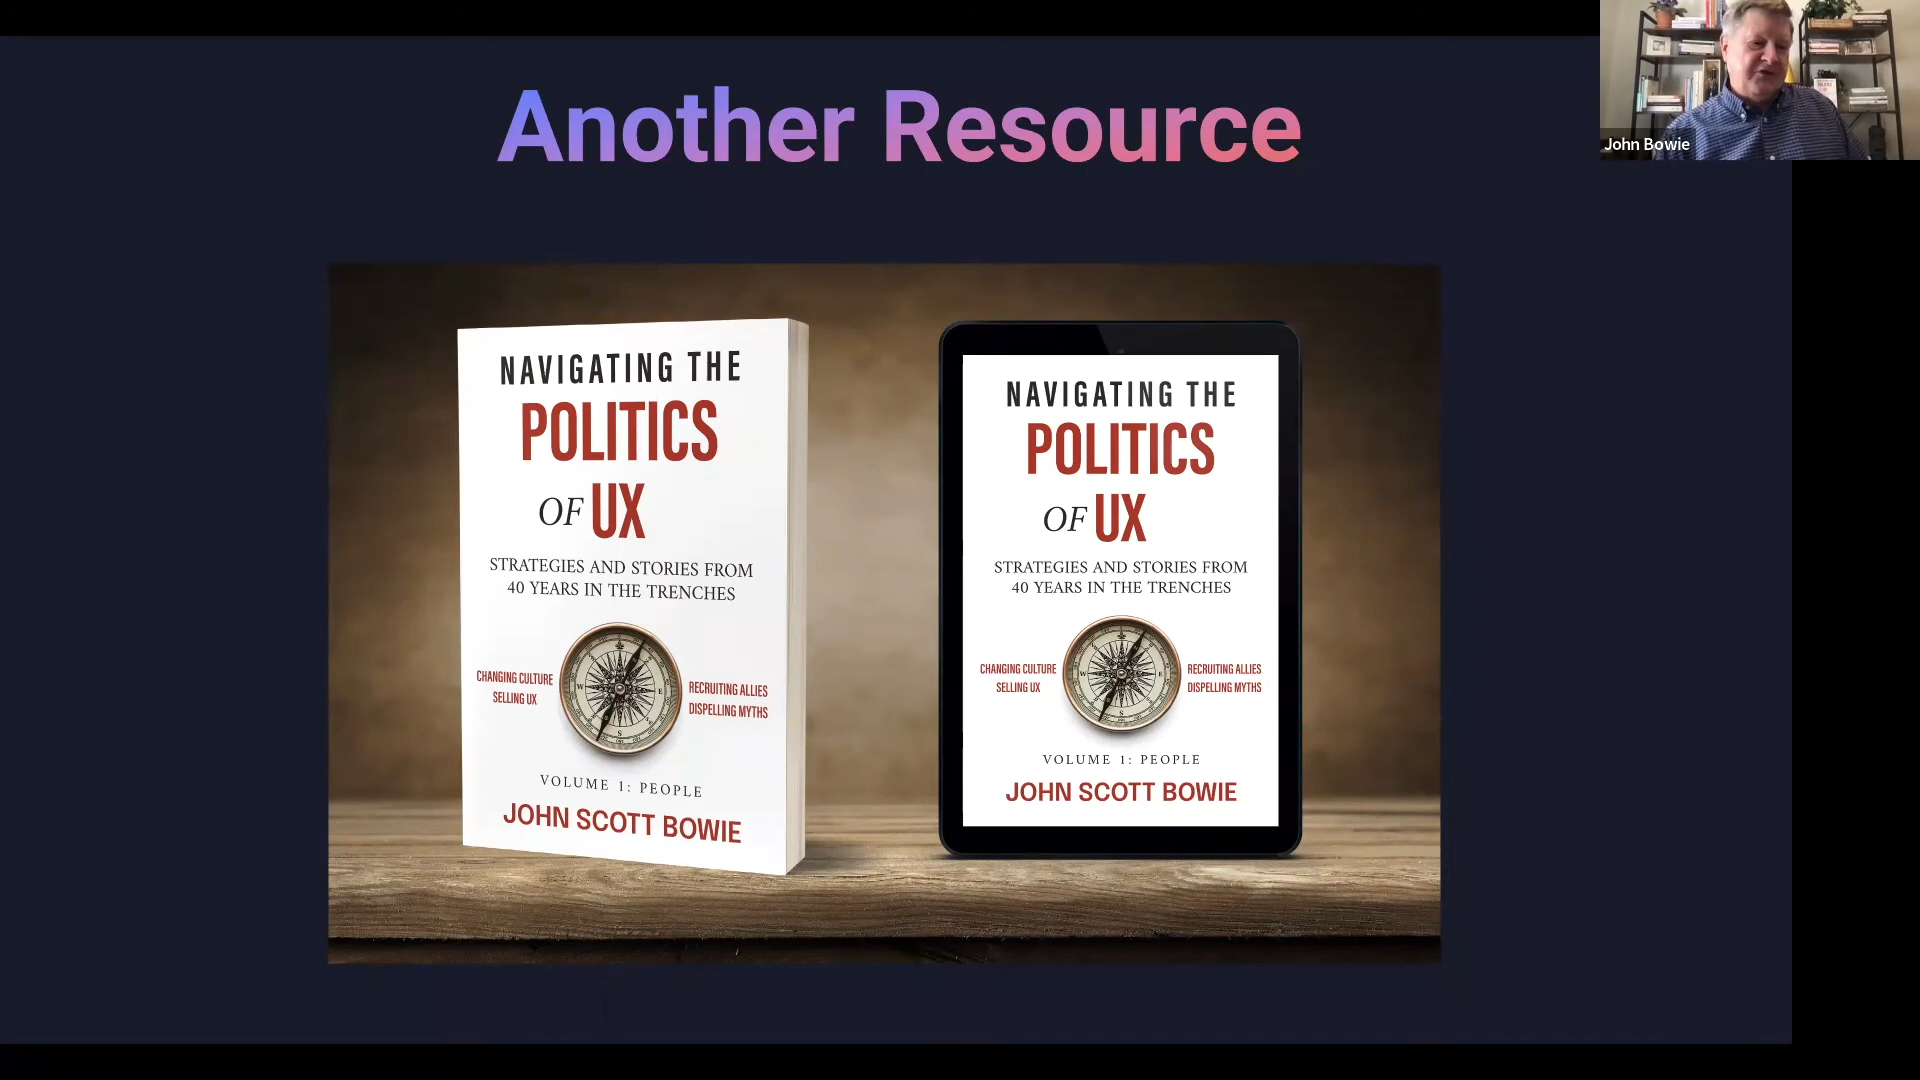 Another Resource
John Bowie
NAVIGATING THE
POLITICS
OF UX
STRATEGIES AND STORIES FROM
40 YEARS IN THE TRENCHES
CHANGING CULTURE
SELLING UX
RECRUITING ALLIES
DISPELLING MYTHS
VOLUME 1: PEOPLE
JOHN SCOTT BOWIE
NAVIGATING THE
POLITICS
OF UX
STRATEGIES AND STORIES FROM
40 YEARS IN THE TRENCHES
CHANGING CULTURE
SELLING UX
RECRUITING ALLIES
DISPELLING MYTHS
VOLUME 1: PEOPLE
JOHN SCOTT BOWIE